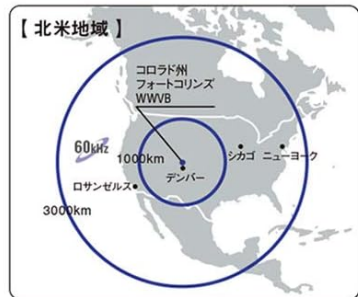 【 北米地域 】
コロラド州
フォートコリンズ
WWVB
60kHz
1000km
シカゴ
ニューヨーク
デンバー
ロサンゼルス
3000km